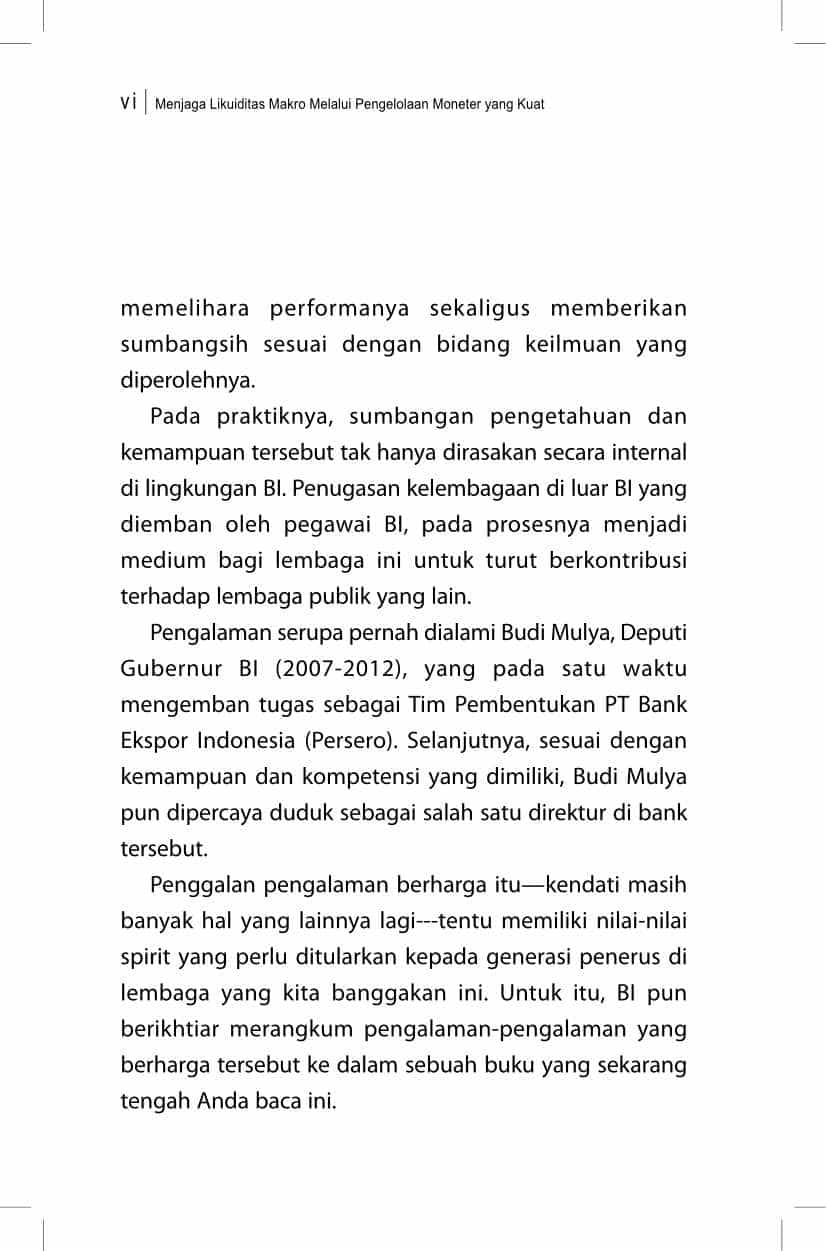 vi | Menjaga Likuiditas Makro Melalui Pengelolaan Moneter yang Kuat
memelihara performanya sekaligus memberikan
sumbangsih sesuai dengan bidang keilmuan yang
diperolehnya.
Pada praktiknya, sumbangan pengetahuan dan
kemampuan tersebut tak hanya dirasakan secara internal
di lingkungan BI. Penugasan kelembagaan di luar BI yang
diemban oleh pegawai BI, pada prosesnya menjadi
medium bagi lembaga ini untuk turut berkontribusi
terhadap lembaga publik yang lain.
Pengalaman serupa pernah dialami Budi Mulya, Deputi
Gubernur BI (2007-2012), yang pada satu waktu
mengemban tugas sebagai Tim Pembentukan PT Bank
Ekspor Indonesia (Persero). Selanjutnya, sesuai dengan
kemampuan dan kompetensi yang dimiliki, Budi Mulya
pun dipercaya duduk sebagai salah satu direktur di bank
tersebut.
Penggalan pengalaman berharga itu—kendati masih
banyak hal yang lainnya lagi---tentu memiliki nilai-nilai
spirit yang perlu ditularkan kepada generasi penerus di
lembaga yang kita banggakan ini. Untuk itu, BI pun
berikhtiar merangkum pengalaman-pengalaman yang
berharga tersebut ke dalam sebuah buku yang sekarang
tengah Anda baca ini.